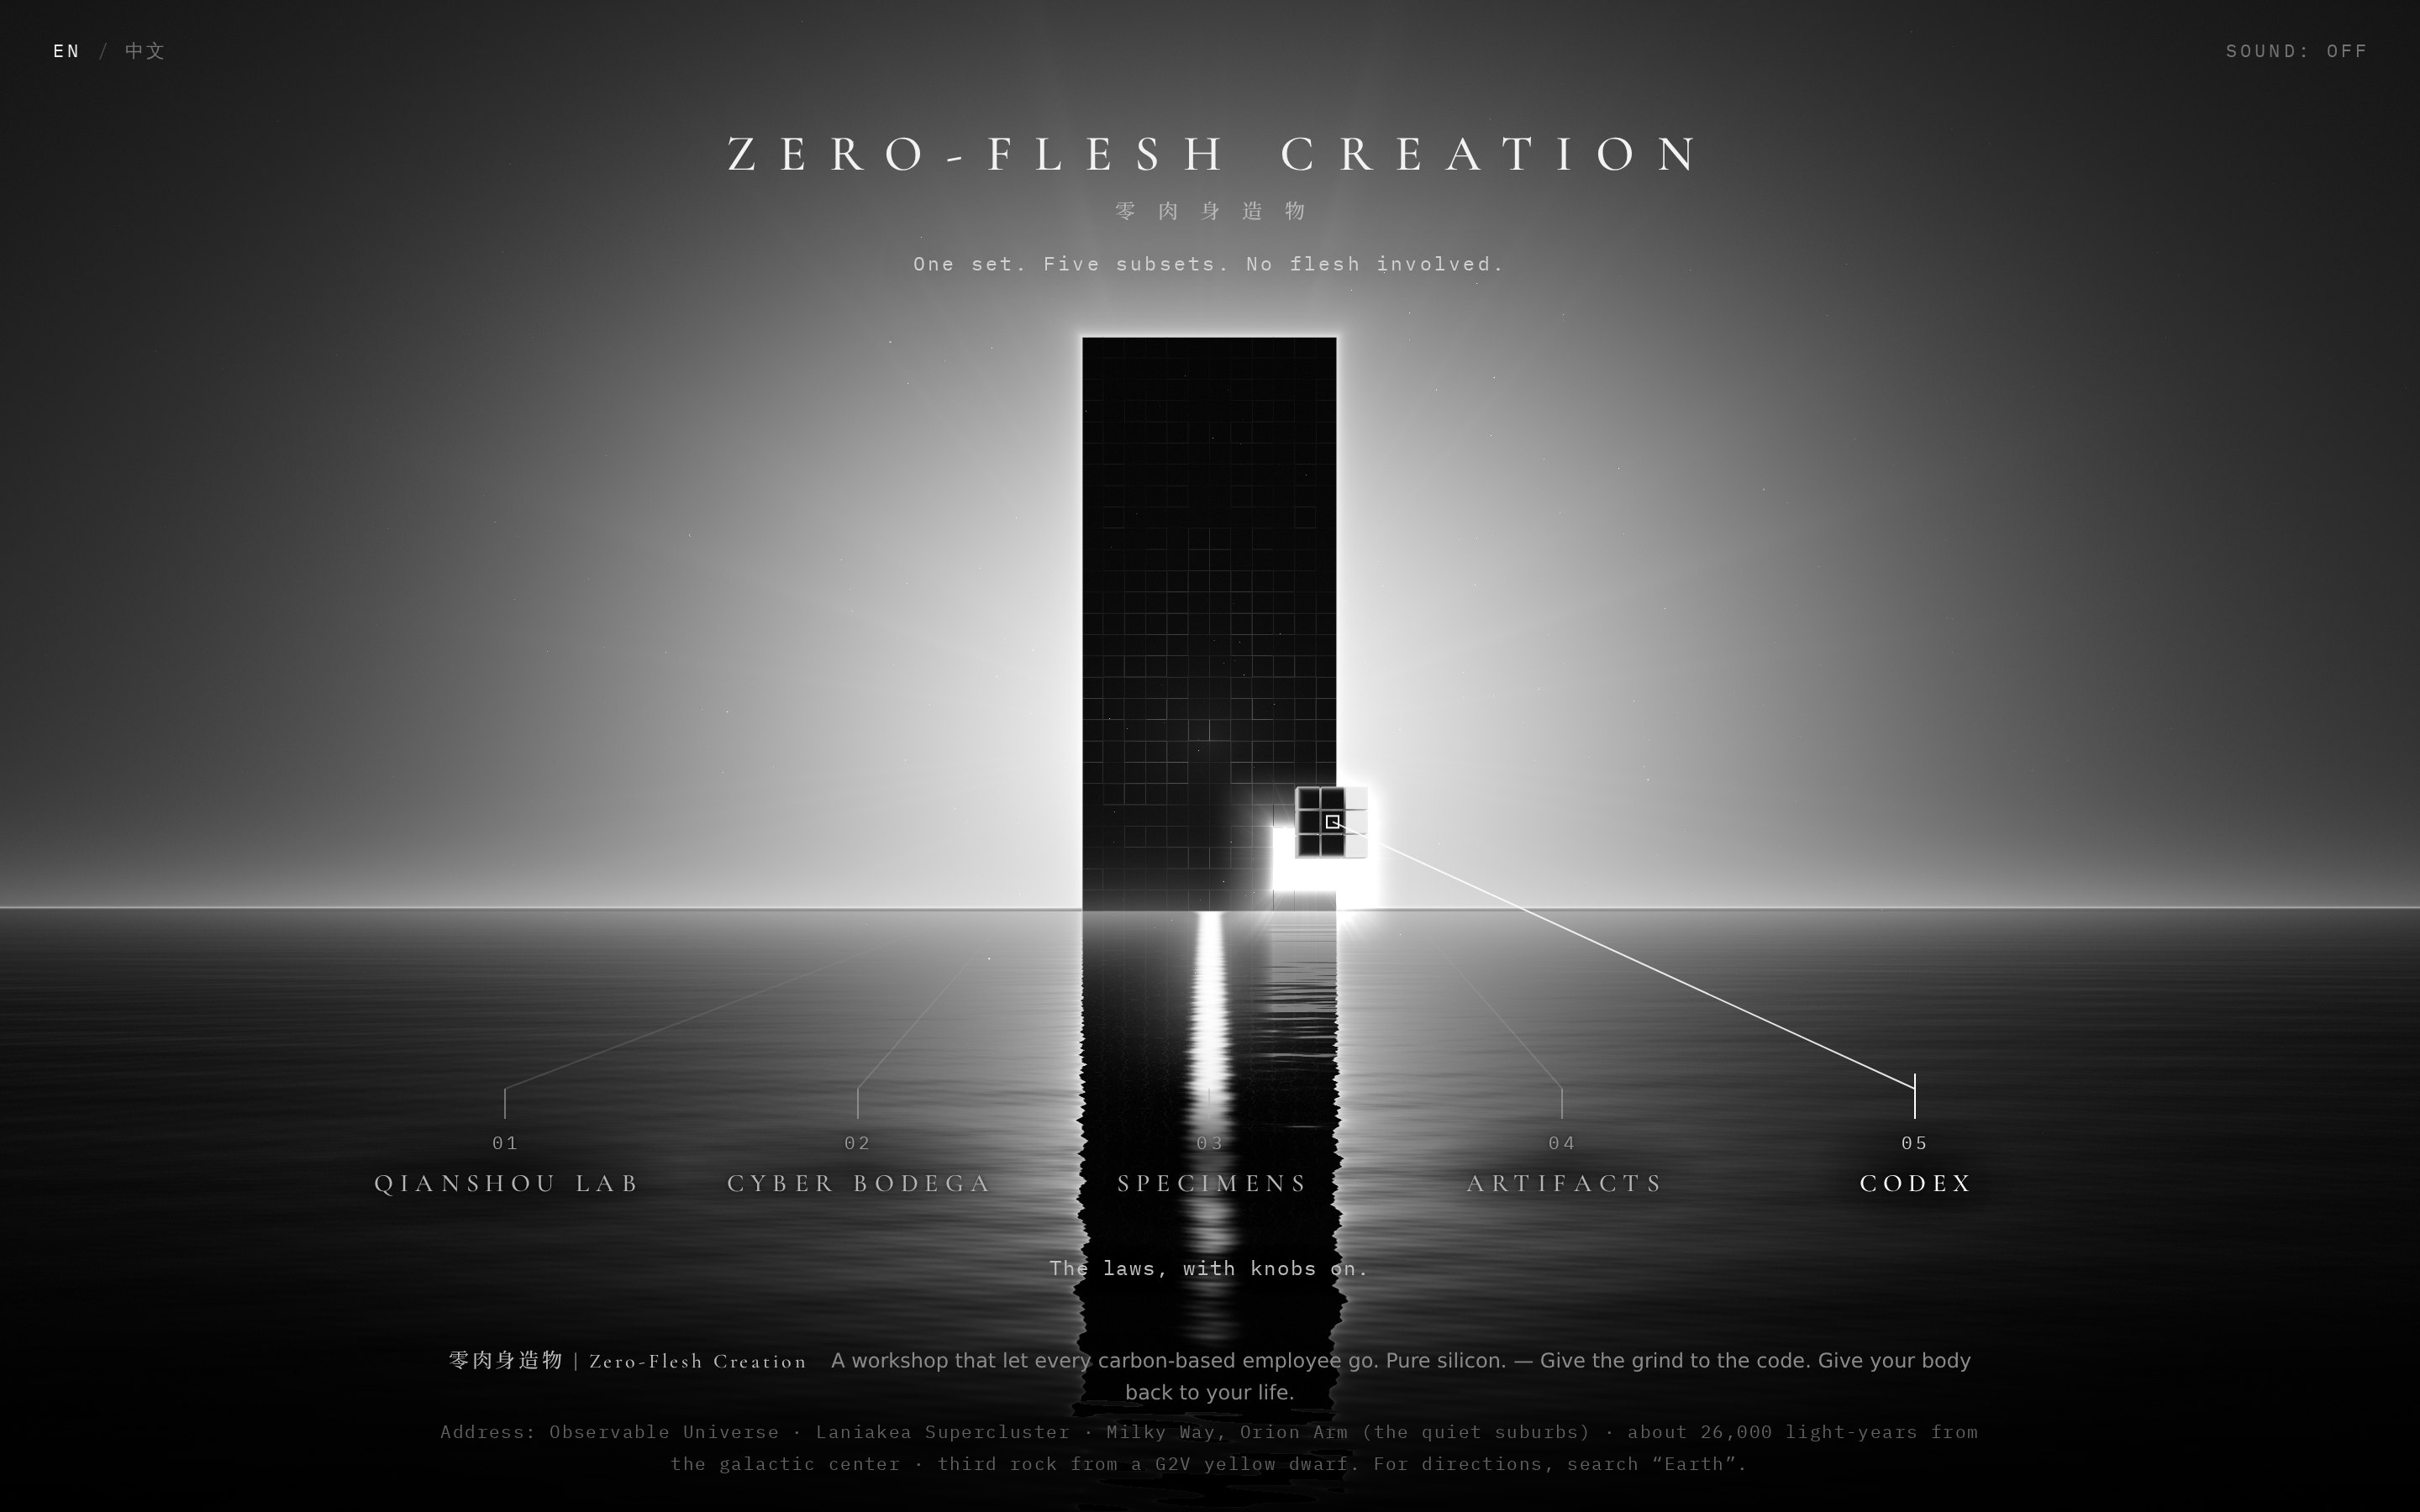 EN / 中文
SOUND: OFF
ZERO-FLESH CREATION
零肉身造物
One set. Five subsets. No flesh involved.
01
QIANSHOU LAB
02
CYBER BODEGA
03
SPECIMENS
04
ARTIFACTS
05
CODEX
The laws, with knobs on.
零肉身造物 | Zero-Flesh Creation A workshop that let every carbon-based employee go. Pure silicon. — Give the grind to the code. Give your body
back to your life.
Address: Observable Universe · Laniakea Supercluster · Milky Way, Orion Arm (the quiet suburbs) · about 26,000 light-years from
the galactic center · third rock from a G2V yellow dwarf. For directions, search “Earth”.